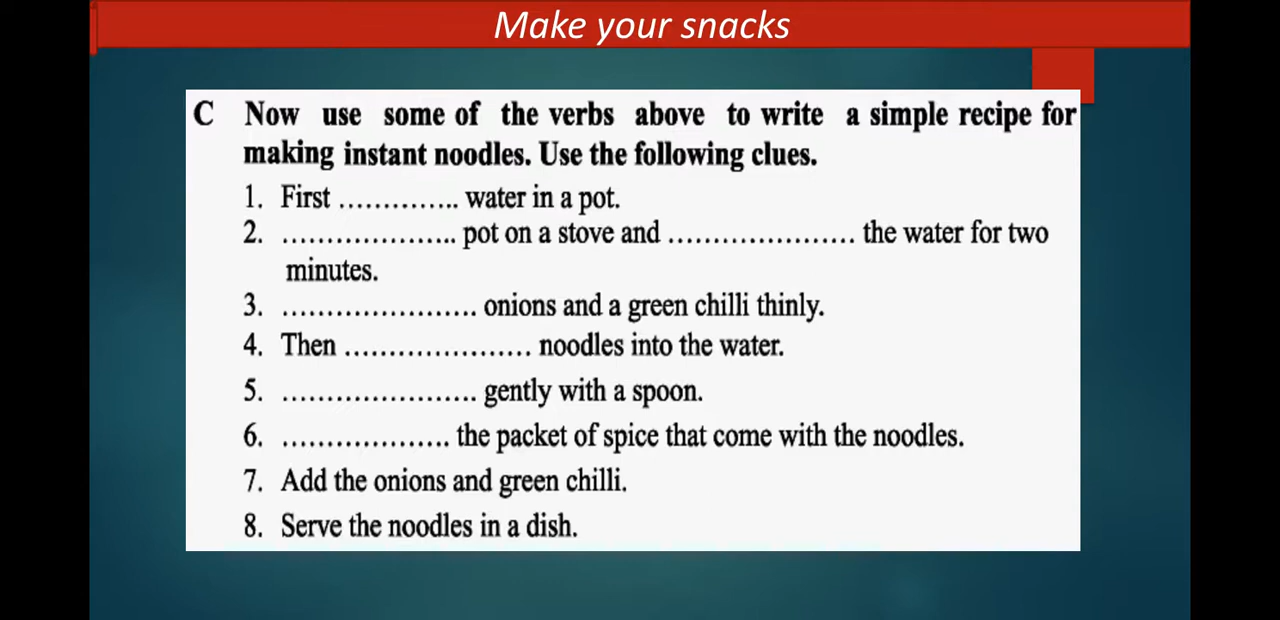 Make your snacks
C Now use some of the verbs above to write a simple recipe for
making instant noodles. Use the following clues.
1. First .............. water in a pot.
2. .................... pot on a stove and ..................... the water for two
minutes.
3. ...................... onions and a green chilli thinly.
4. Then ..................... noodles into the water.
5. ...................... gently with a spoon.
6. ................... the packet of spice that come with the noodles.
7. Add the onions and green chilli.
8. Serve the noodles in a dish.